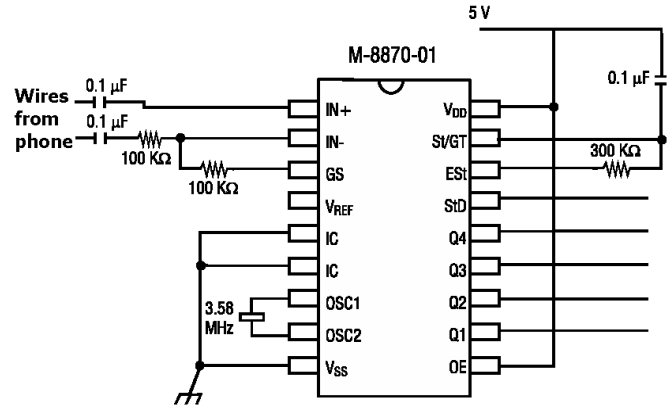 5 V
M-8870-01
Wires
from
phone
0.1 µF
0.1 µF
100 KΩ
100 KΩ
0.1 µF
300 KΩ
3.58
MHz
IN+
IN-
GS
VREF
IC
IC
OSC1
OSC2
VSS
VDD
St/GT
ESt
StD
Q4
Q3
Q2
Q1
OE